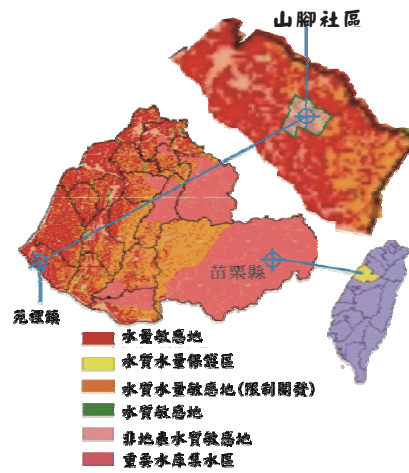 山腳社區
苗栗縣
苑裡鎮
水量敏感地
水質水量保護區
水質水量敏感地(限制開發)
水質敏感地
非地表水質敏感地
重要水庫集水區